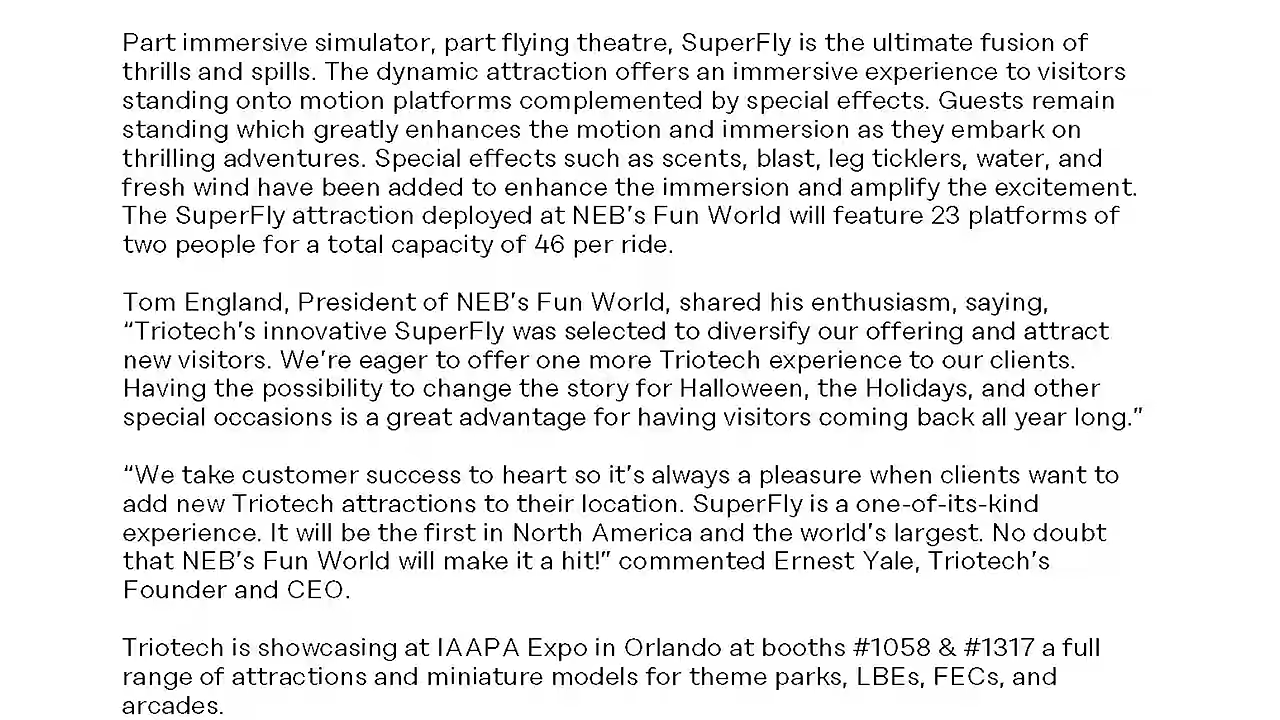 Part immersive simulator, part flying theatre, SuperFly is the ultimate fusion of
thrills and spills. The dynamic attraction offers an immersive experience to visitors
standing onto motion platforms complemented by special effects. Guests remain
standing which greatly enhances the motion and immersion as they embark on
thrilling adventures. Special effects such as scents, blast, leg ticklers, water, and
fresh wind have been added to enhance the immersion and amplify the excitement.
The SuperFly attraction deployed at NEB’s Fun World will feature 23 platforms of
two people for a total capacity of 46 per ride.
Tom England, President of NEB’s Fun World, shared his enthusiasm, saying,
“Triotech’s innovative SuperFly was selected to diversify our offering and attract
new visitors. We’re eager to offer one more Triotech experience to our clients.
Having the possibility to change the story for Halloween, the Holidays, and other
special occasions is a great advantage for having visitors coming back all year long.”
“We take customer success to heart so it’s always a pleasure when clients want to
add new Triotech attractions to their location. SuperFly is a one-of-its-kind
experience. It will be the first in North America and the world’s largest. No doubt
that NEB’s Fun World will make it a hit!” commented Ernest Yale, Triotech’s
Founder and CEO.
Triotech is showcasing at IAAPA Expo in Orlando at booths #1058 & #1317 a full
range of attractions and miniature models for theme parks, LBEs, FECs, and
arcades.